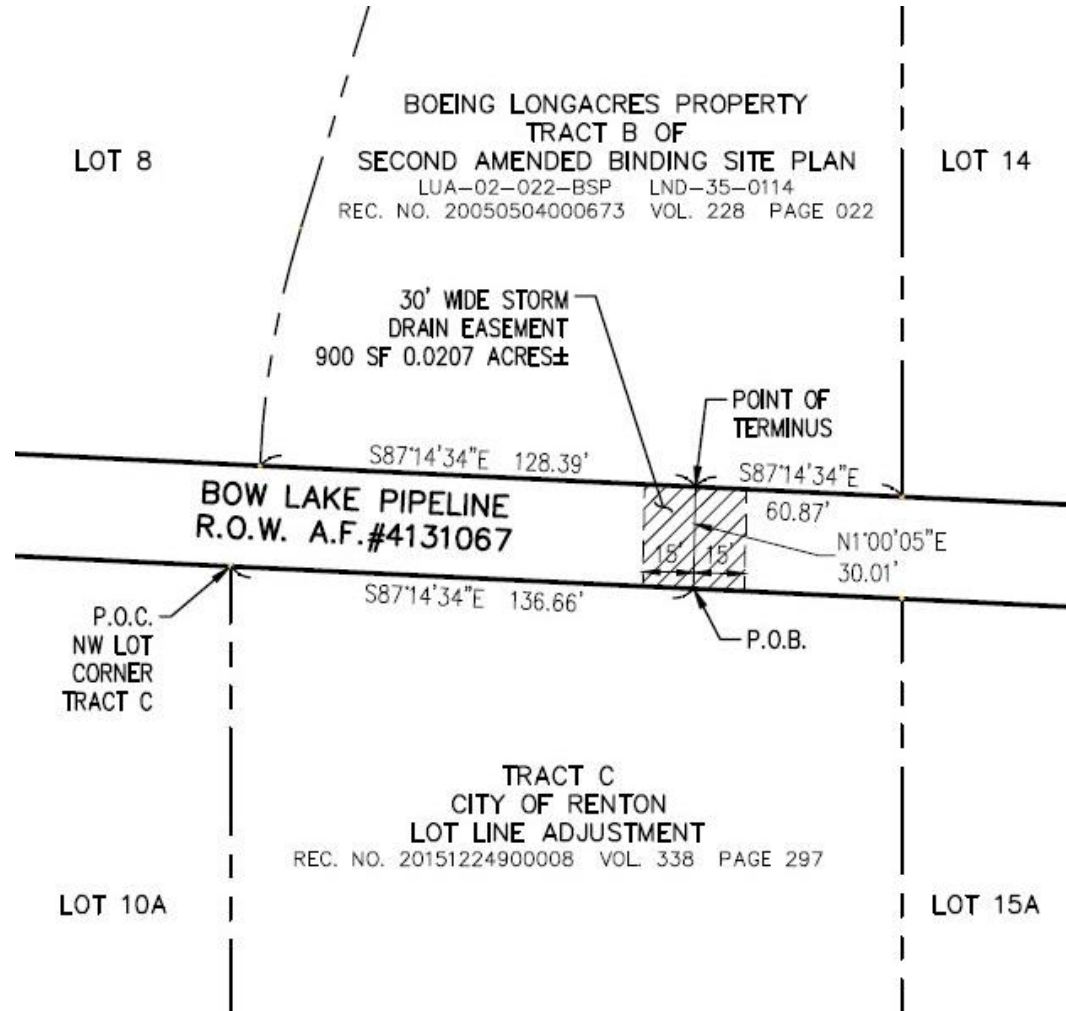 BOEING LONGACRES PROPERTY
TRACT B OF
SECOND AMENDED BINDING SITE PLAN
LUA-02-022-BSP LND-35-0114
REC. NO. 20050504000673 VOL. 228 PAGE 022
LOT 8
LOT 14
30' WIDE STORM
DRAIN EASEMENT
900 SF 0.0207 ACRES±
POINT OF
TERMINUS
S87°14'34"E 128.39'
S87°14'34"E
60.87'
BOW LAKE PIPELINE
R.O.W. A.F.#4131067
15' 15'
N1°00'05"E
30.01'
S87°14'34"E 136.66'
P.O.C.
NW LOT
CORNER
TRACT C
P.O.B.
TRACT C
CITY OF RENTON
LOT LINE ADJUSTMENT
REC. NO. 20151224900008 VOL. 338 PAGE 297
LOT 10A
LOT 15A